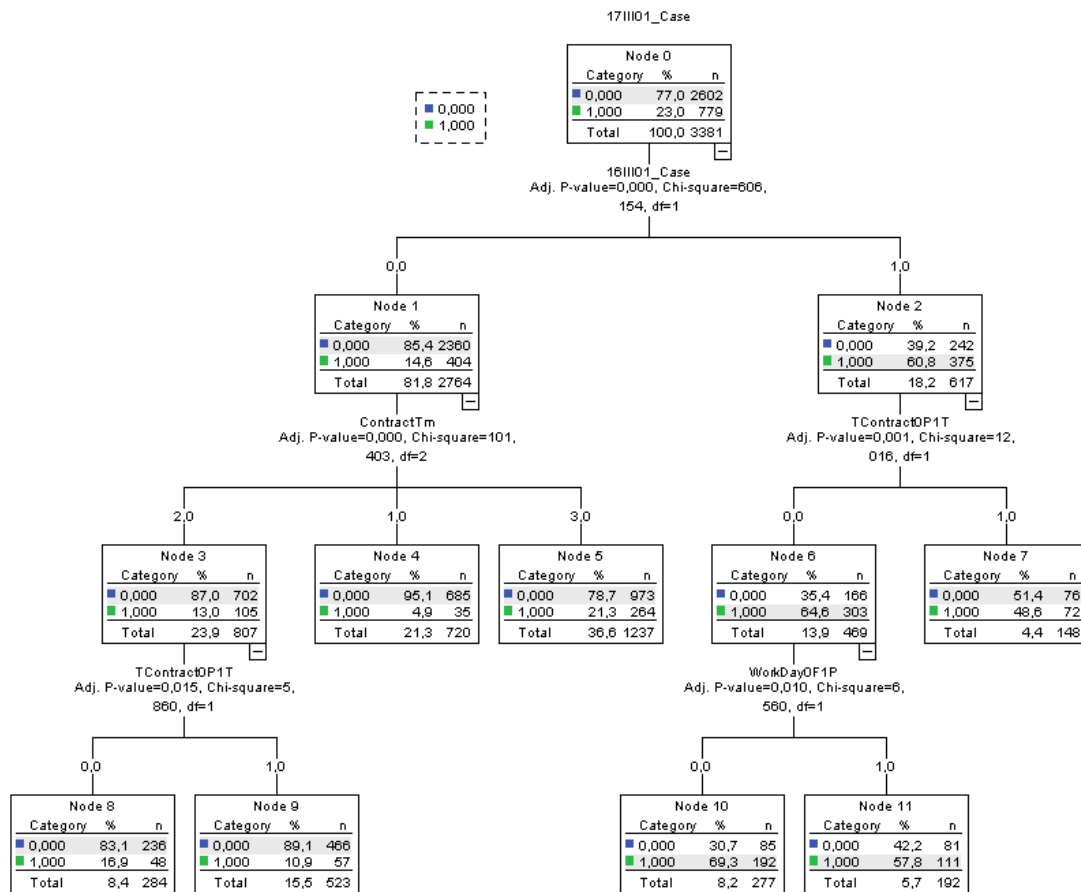 17III01_Case
Node 0
Category % n
0,000 77,0 2602
1,000 23,0 779
Total 100,0 3381
0,000
1,000
16III01_Case
Adj. P-value=0,000, Chi-square=606,
154, df=1
0,0
1,0
Node 1
Category % n
0,000 85,4 2360
1,000 14,6 404
Total 81,8 2764
Node 2
Category % n
0,000 39,2 242
1,000 60,8 375
Total 18,2 617
ContractTm
Adj. P-value=0,000, Chi-square=101,
403, df=2
TContract0P1T
Adj. P-value=0,001, Chi-square=12,
016, df=1
2,0
1,0
3,0
0,0
1,0
Node 3
Category % n
0,000 87,0 702
1,000 13,0 105
Total 23,9 807
Node 4
Category % n
0,000 95,1 685
1,000 4,9 35
Total 21,3 720
Node 5
Category % n
0,000 78,7 973
1,000 21,3 264
Total 36,6 1237
Node 6
Category % n
0,000 35,4 166
1,000 64,6 303
Total 13,9 469
Node 7
Category % n
0,000 51,4 76
1,000 48,6 72
Total 4,4 148
TContract0P1T
Adj. P-value=0,015, Chi-square=5,
860, df=1
WorkDay0F1P
Adj. P-value=0,010, Chi-square=6,
560, df=1
0,0
1,0
0,0
1,0
Node 8
Category % n
0,000 83,1 236
1,000 16,9 48
Total 8,4 284
Node 9
Category % n
0,000 89,1 466
1,000 10,9 57
Total 15,5 523
Node 10
Category % n
0,000 30,7 85
1,000 69,3 192
Total 8,2 277
Node 11
Category % n
0,000 42,2 81
1,000 57,8 111
Total 5,7 192